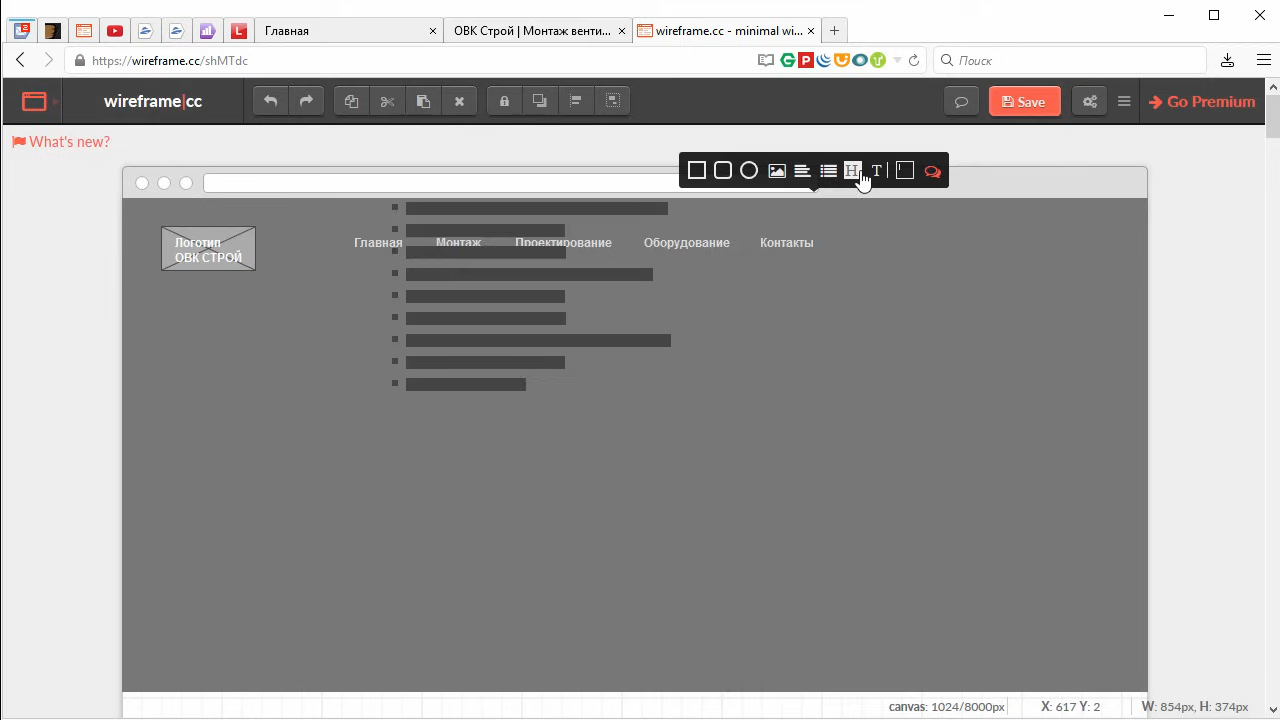 Главная
ОВК Строй | Монтаж венти...
wireframe.cc - minimal wi...
https://wireframe.cc/shMTdc
Поиск
wireframe|cc
Save
Go Premium
What's new?
H
T
Логотип
ОВК СТРОЙ
Главная
Монтаж
Проектирование
Оборудование
Контакты
canvas: 1024/8000px
X: 617 Y: 2
W: 854px, H: 374px